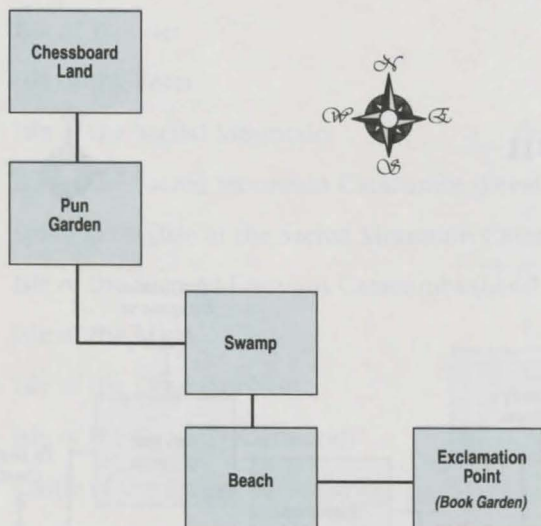 Chessboard
Land
N
W
E
S
Pun
Garden
Swamp
Beach
Exclamation
Point
(Book Garden)